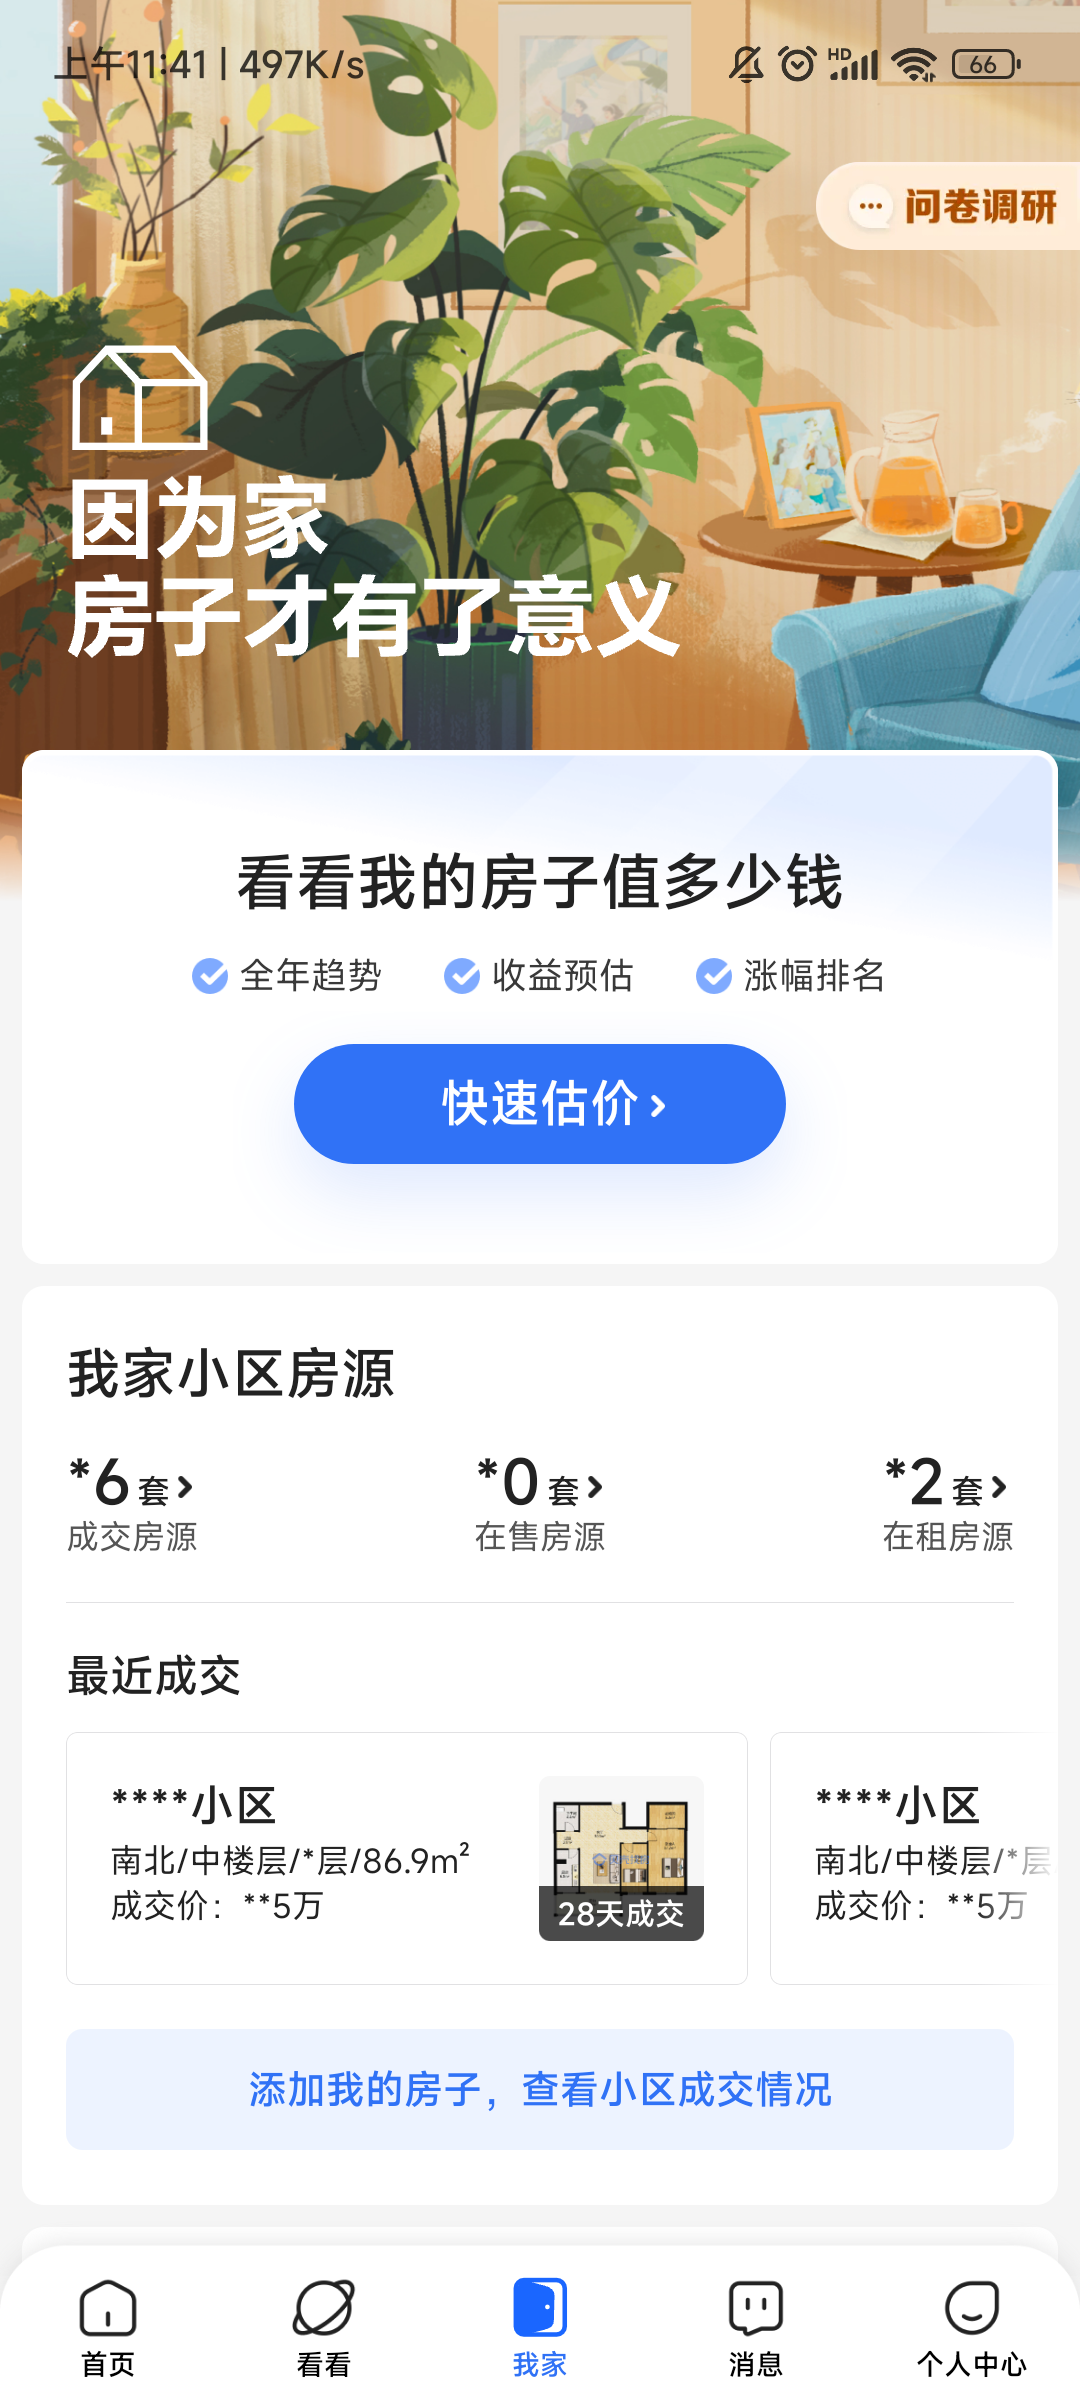 上午11:41 | 497K/s
HD
66
问卷调研
因为家
房子才有了意义
看看我的房子值多少钱
全年趋势 收益预估 涨幅排名
快速估价
我家小区房源
*6套 *0套 *2套
成交房源 在售房源 在租房源
最近成交
****小区
南北/中楼层/*层/86.9m²
成交价：**5万
28天成交
****小区
南北/中楼层/*层
成交价：**5万
添加我的房子，查看小区成交情况
首页 看看 我家 消息 个人中心